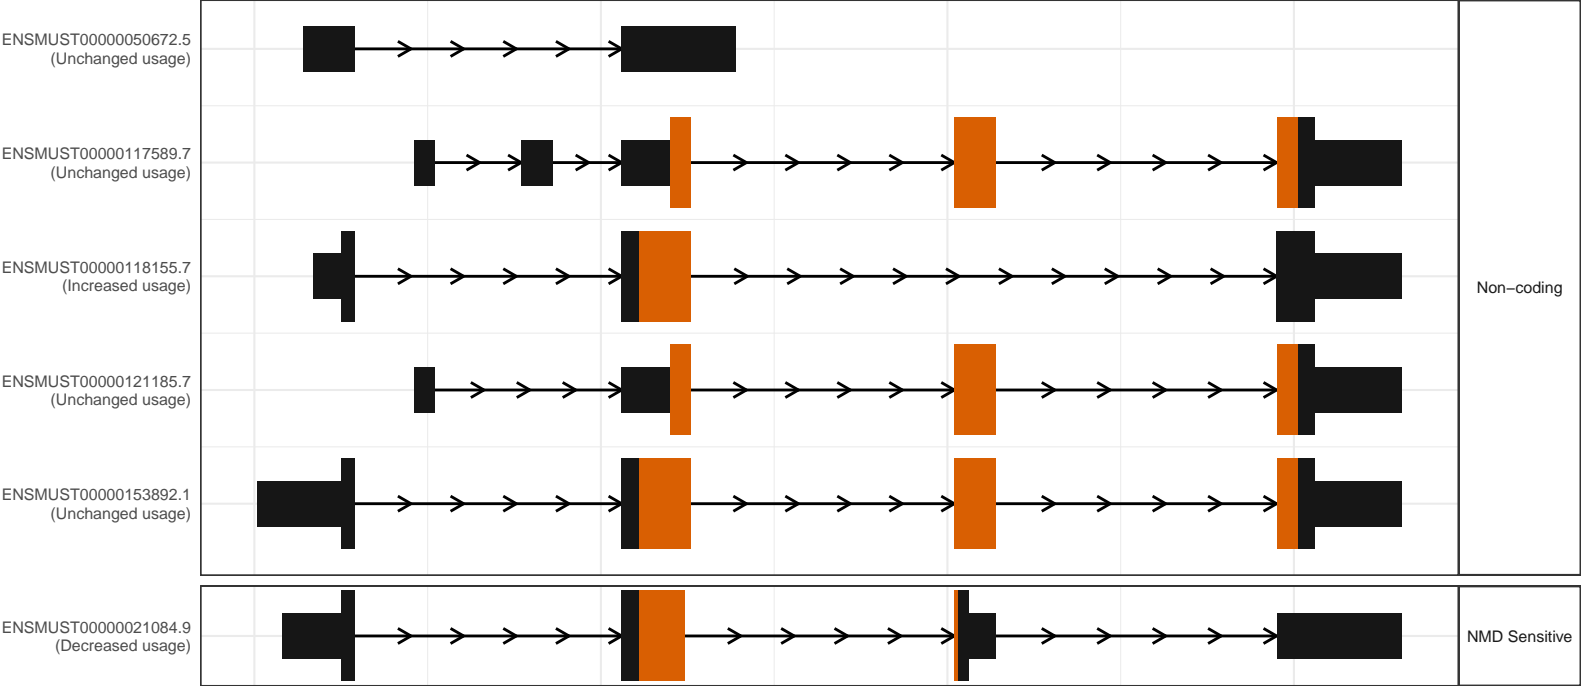 ENSMUST00000050672.5
(Unchanged usage)
ENSMUST00000117589.7
(Unchanged usage)
ENSMUST00000118155.7
(Increased usage)
Non−coding
ENSMUST00000121185.7
(Unchanged usage)
ENSMUST00000153892.1
(Unchanged usage)
ENSMUST00000021084.9
(Decreased usage)
NMD Sensitive